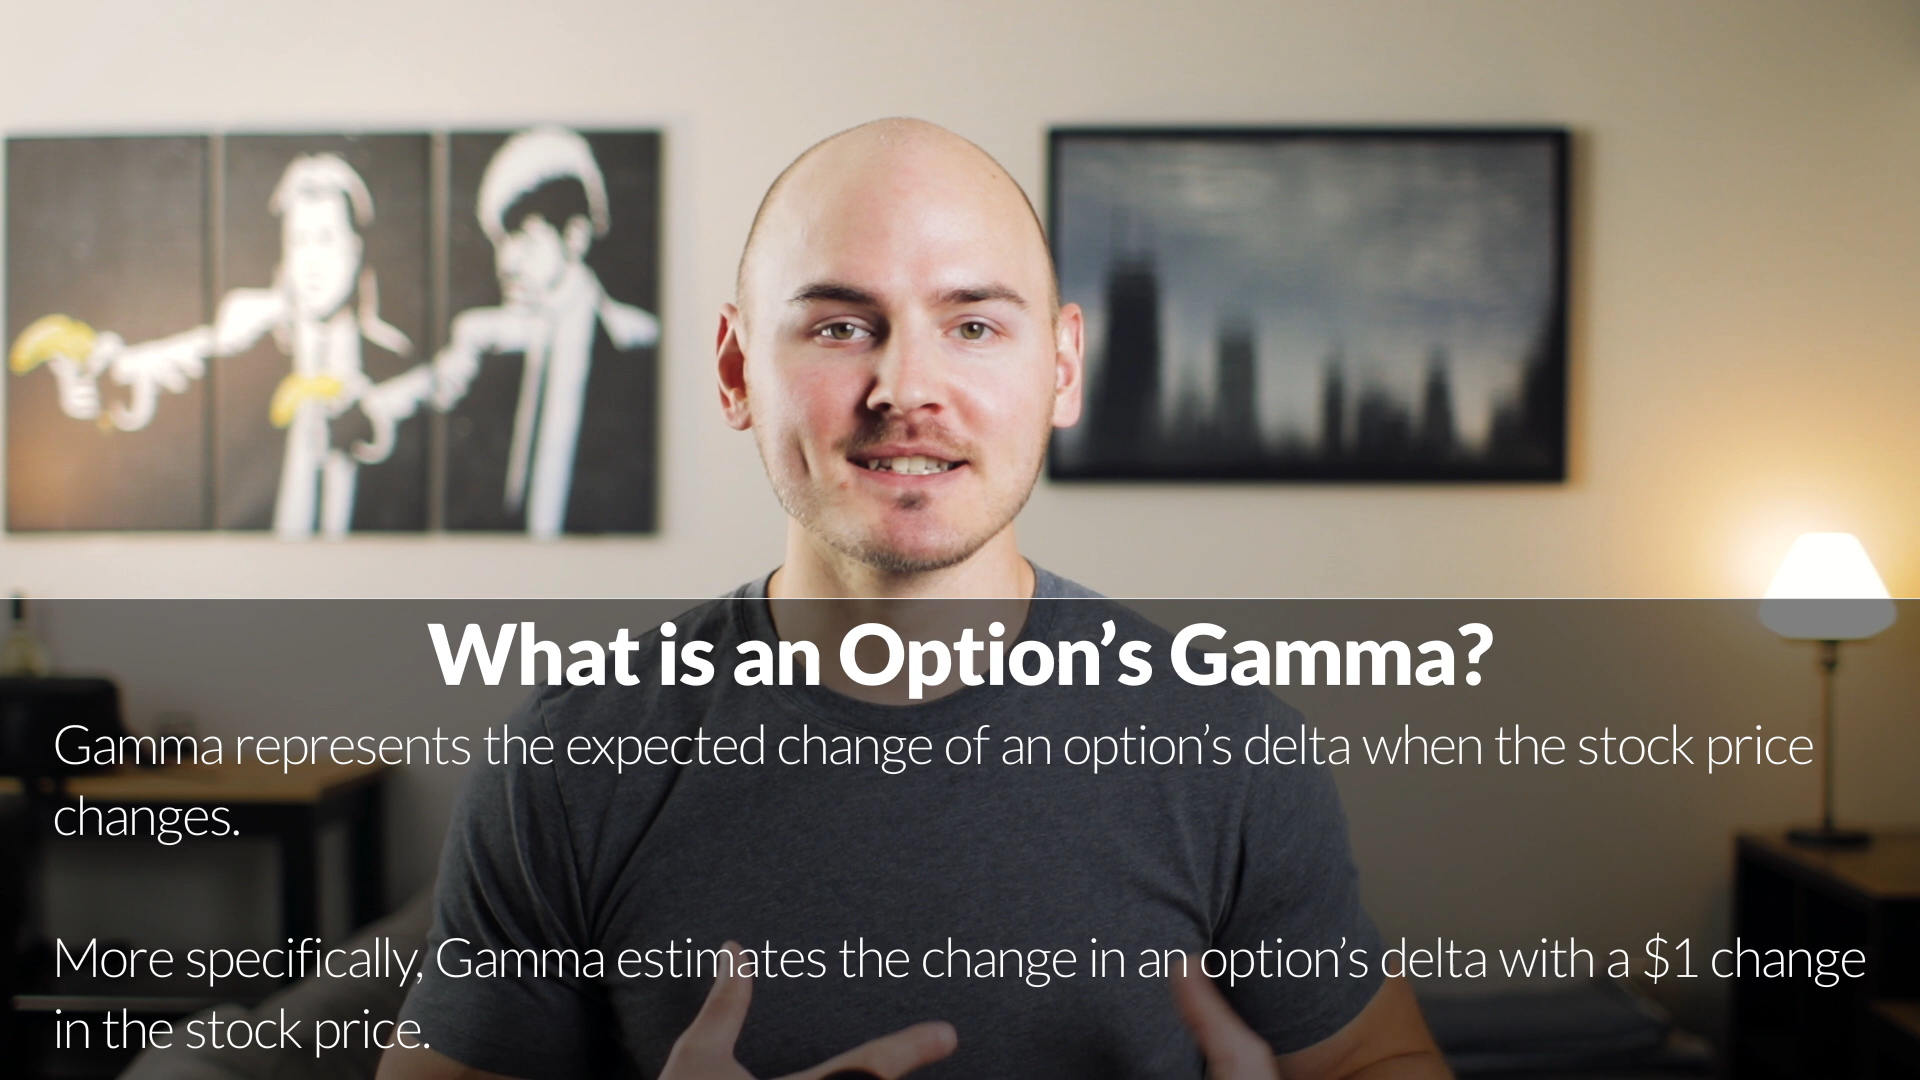 What is an Option’s Gamma?
Gamma represents the expected change of an option’s delta when the stock price
changes.
More specifically, Gamma estimates the change in an option’s delta with a $1 change
in the stock price.